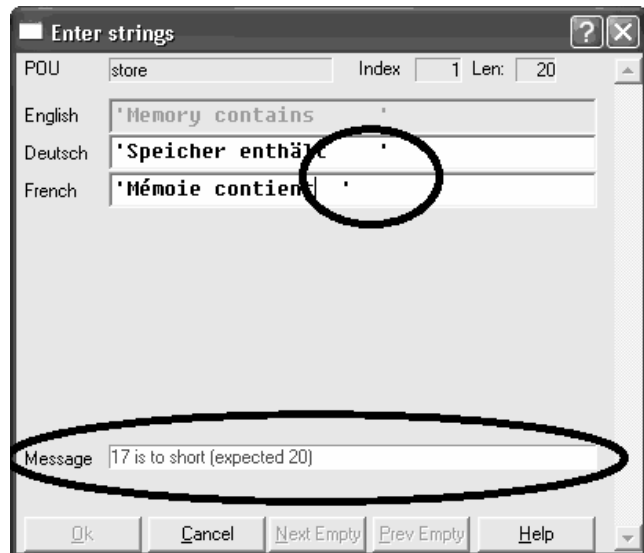 Enter strings
POU store Index 1 Len: 20
English 'Memory contains      '
Deutsch 'Speicher enthält     '
French 'Mémoie contient  '
Message 17 is to short (expected 20)
Ok Cancel Next Empty Prev Empty Help